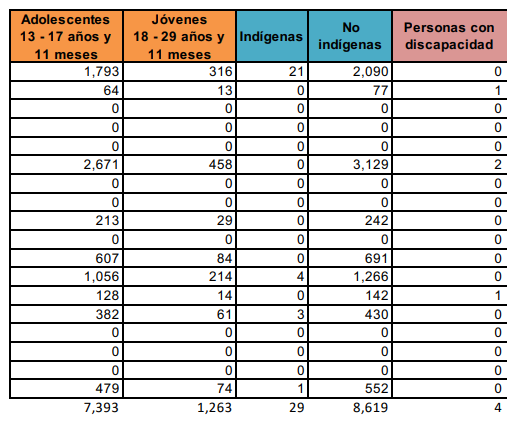 Adolescentes 13 - 17 años y 11 meses | Jóvenes 18 - 29 años y 11 meses | Indígenas | No indígenas | Personas con discapacidad
1,793 316 21 2,090 0
64 13 0 77 1
0 0 0 0 0
0 0 0 0 0
0 0 0 0 0
2,671 458 0 3,129 2
0 0 0 0 0
0 0 0 0 0
213 29 0 242 0
0 0 0 0 0
607 84 0 691 0
1,056 214 4 1,266 0
128 14 0 142 1
382 61 3 430 0
0 0 0 0 0
0 0 0 0 0
0 0 0 0 0
479 74 1 552 0
7,393 1,263 29 8,619 4